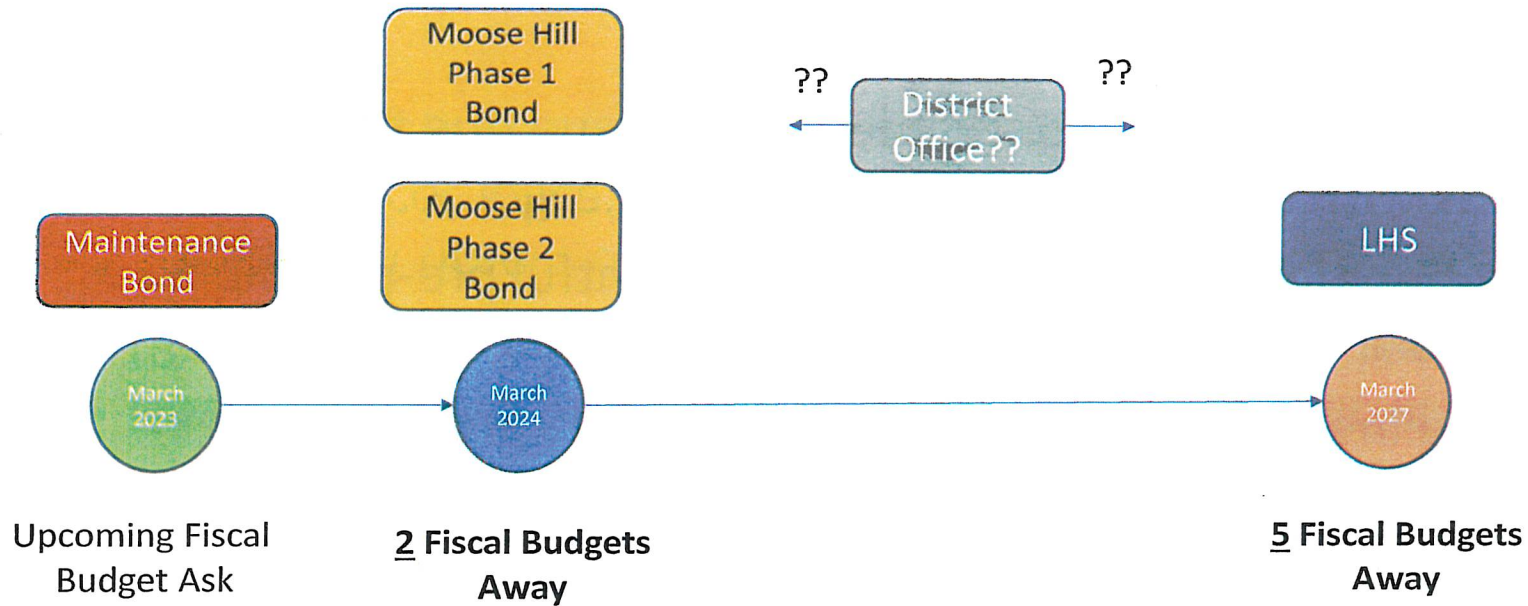 Moose Hill
Phase 1
Bond
??
??
District
Office??
Moose Hill
Phase 2
Bond
Maintenance
Bond
LHS
March
2023
March
2024
March
2027
Upcoming Fiscal
Budget Ask
2 Fiscal Budgets
Away
5 Fiscal Budgets
Away